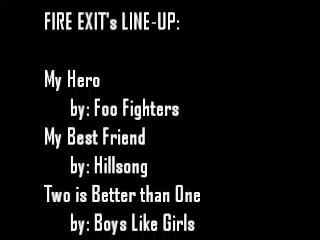 FIRE EXIT's LINE-UP:
My Hero
by: Foo Fighters
My Best Friend
by: Hillsong
Two is Better than One
by: Boys Like Girls